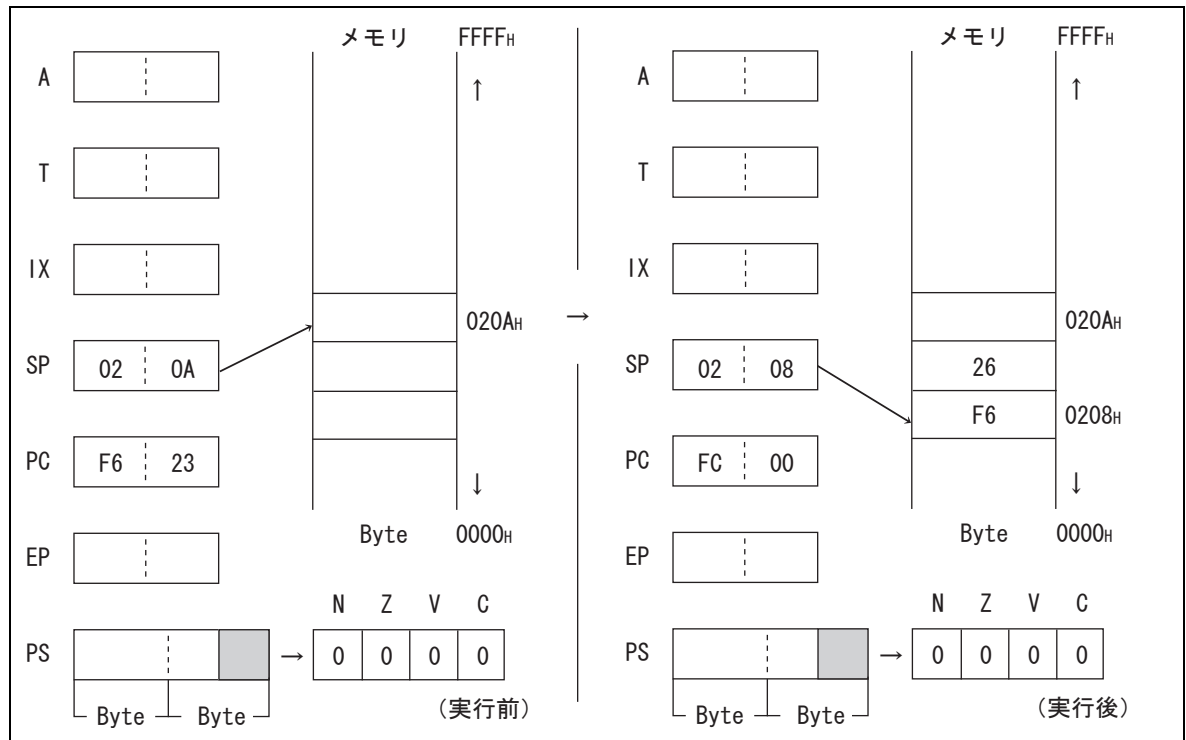 メモリ FFFFH
A
↑
T
IX
020AH
SP 02 0A
PC F6 23
↓
Byte 0000H
EP
N Z V C
PS → 0 0 0 0
Byte Byte (実行前)
→
メモリ FFFFH
A
↑
T
IX
020AH
SP 02 08 26
F6 0208H
PC FC 00
↓
Byte 0000H
EP
N Z V C
PS → 0 0 0 0
Byte Byte (実行後)